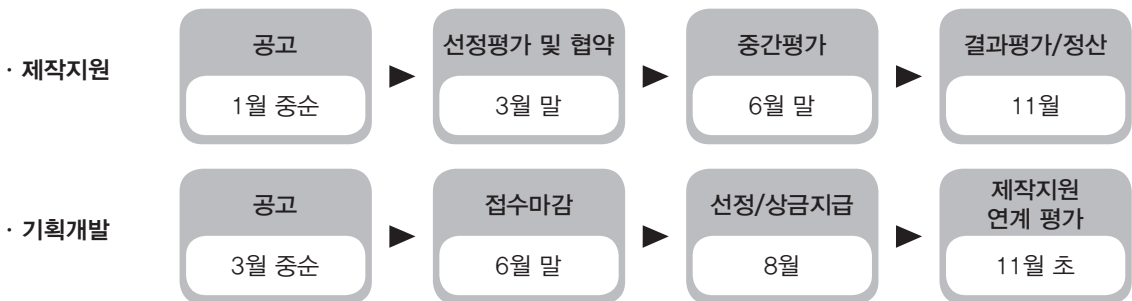 · 제작지원
공고
1월 중순
선정평가 및 협약
3월 말
중간평가
6월 말
결과평가/정산
11월
· 기획개발
공고
3월 중순
접수마감
6월 말
선정/상금지급
8월
제작지원
연계 평가
11월 초